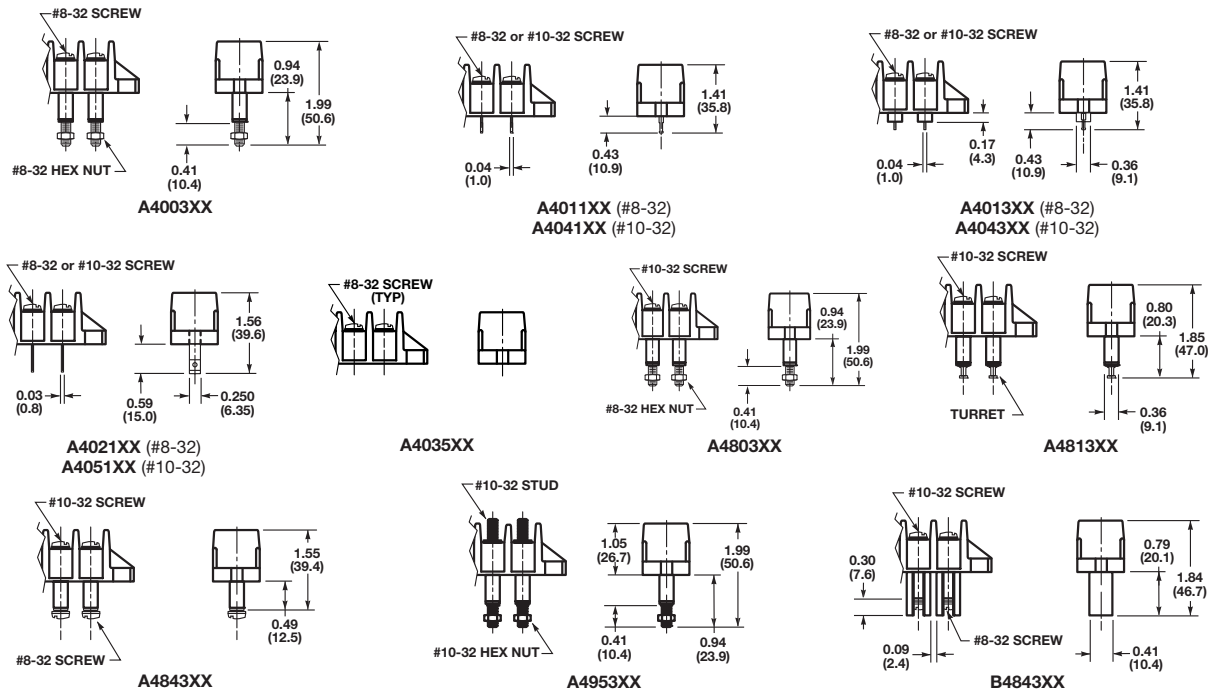 #8-32 SCREW
0.94
(23.9)
1.99
(50.6)
#8-32 HEX NUT
0.41
(10.4)
A4003XX
#8-32 or #10-32 SCREW
1.41
(35.8)
0.04
(1.0)
0.43
(10.9)
A4011XX (#8-32)
A4041XX (#10-32)
#8-32 or #10-32 SCREW
1.41
(35.8)
0.17
(4.3)
0.04
(1.0)
0.43
(10.9)
0.36
(9.1)
A4013XX (#8-32)
A4043XX (#10-32)
#8-32 or #10-32 SCREW
1.56
(39.6)
0.03
(0.8)
0.59
(15.0)
0.250
(6.35)
A4021XX (#8-32)
A4051XX (#10-32)
#8-32 SCREW
(TYP)
A4035XX
#10-32 SCREW
0.94
(23.9)
1.99
(50.6)
#8-32 HEX NUT
0.41
(10.4)
A4803XX
#10-32 SCREW
0.80
(20.3)
1.85
(47.0)
TURRET
0.36
(9.1)
A4813XX
#10-32 SCREW
1.55
(39.4)
0.49
(12.5)
#8-32 SCREW
A4843XX
#10-32 STUD
1.05
(26.7)
1.99
(50.6)
#10-32 HEX NUT
0.41
(10.4)
0.94
(23.9)
A4953XX
#10-32 SCREW
0.30
(7.6)
0.79
(20.1)
1.84
(46.7)
0.09
(2.4)
#8-32 SCREW
0.41
(10.4)
B4843XX